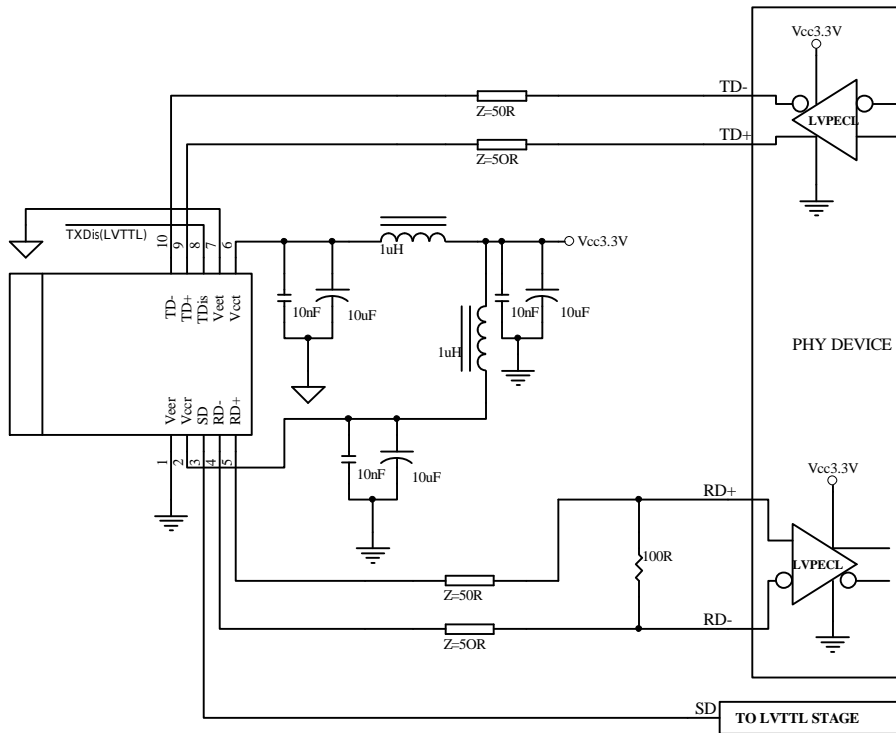 Vcc3.3V
TD-
Z=50R
LVPECL
TD+
Z=5OR
TXDis(LVTTL)
10
9
8
7
6
1uH
Vcc3.3V
TD-
TD+
TDis
Veet
Vcct
10nF
10uF
10nF
10uF
1uH
PHY DEVICE
Veer
Vccr
SD
RD-
RD+
1
2
3
4
5
10nF
10uF
Vcc3.3V
RD+
100R
LVPECL
Z=50R
RD-
Z=5OR
SD
TO LVTTL STAGE